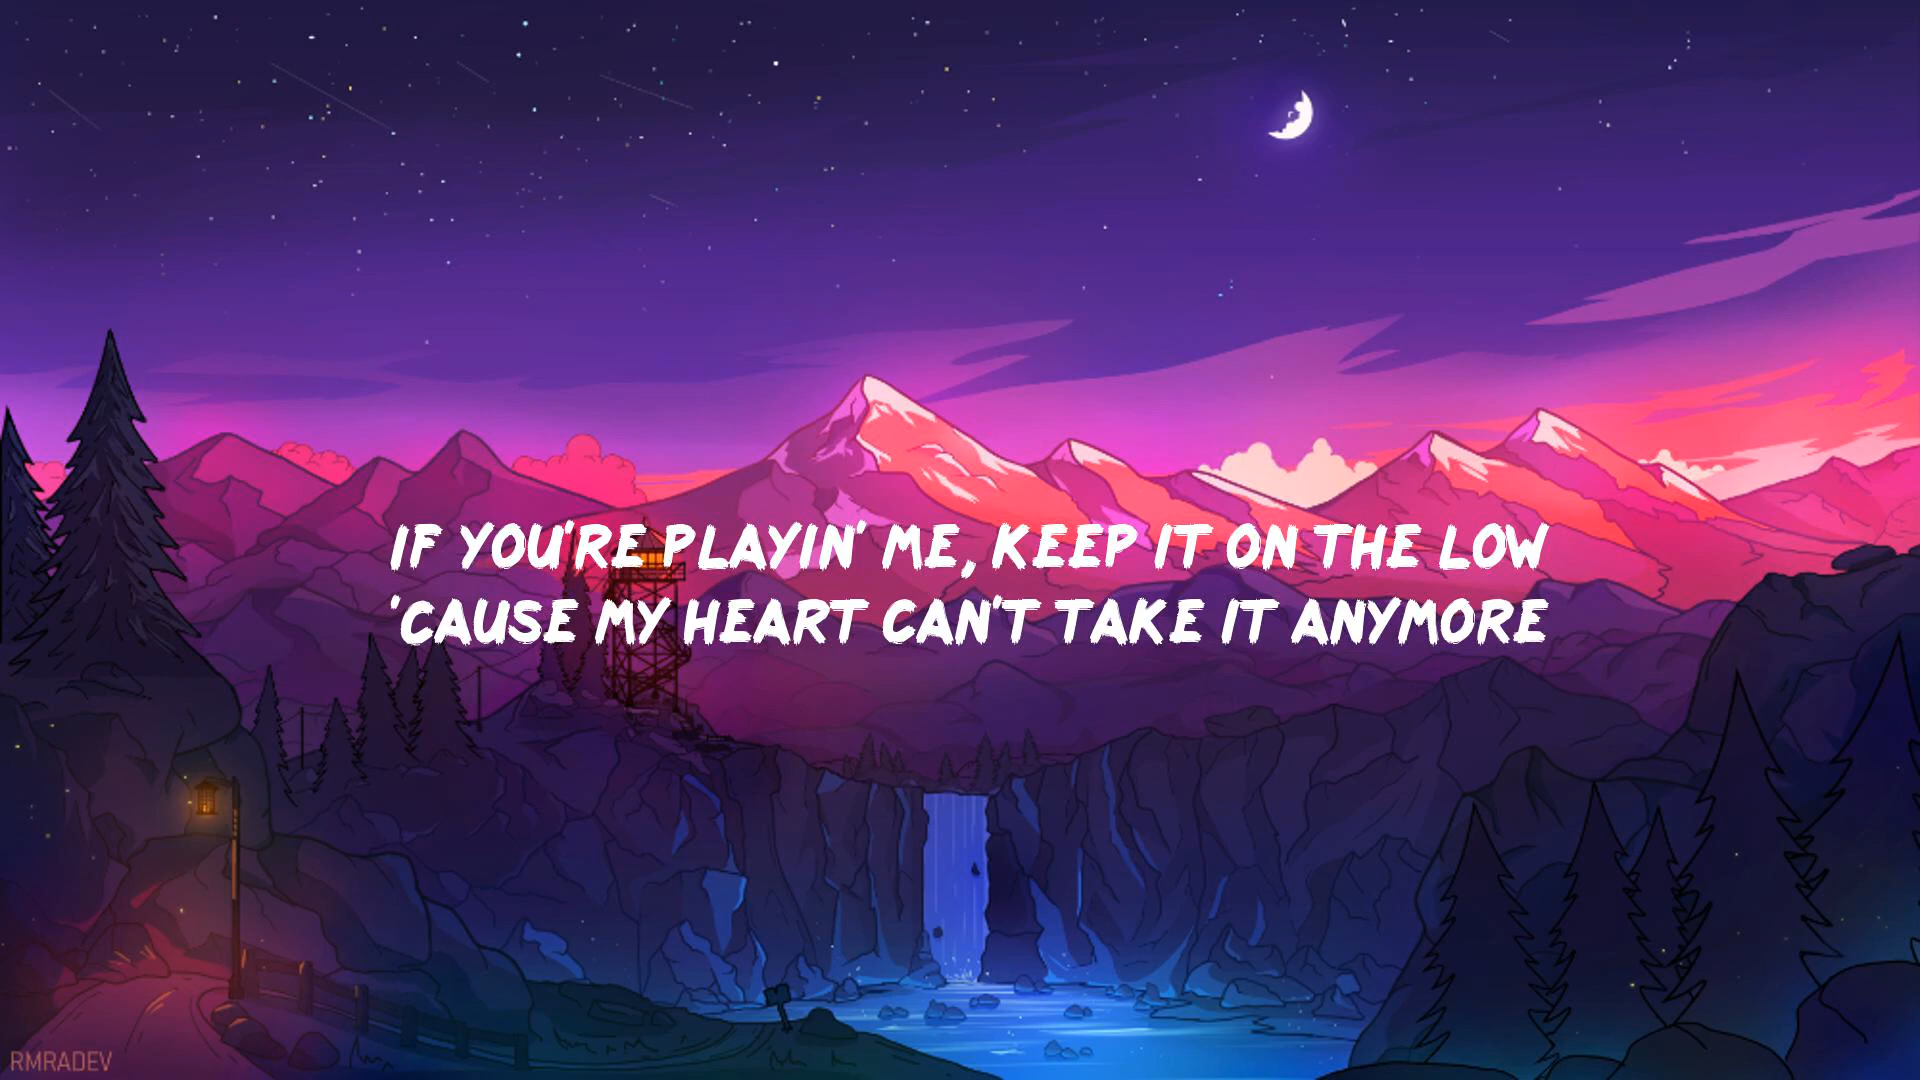 IF YOU'RE PLAYIN' ME, KEEP IT ON THE LOW
'CAUSE MY HEART CAN'T TAKE IT ANYMORE
RMRADEV